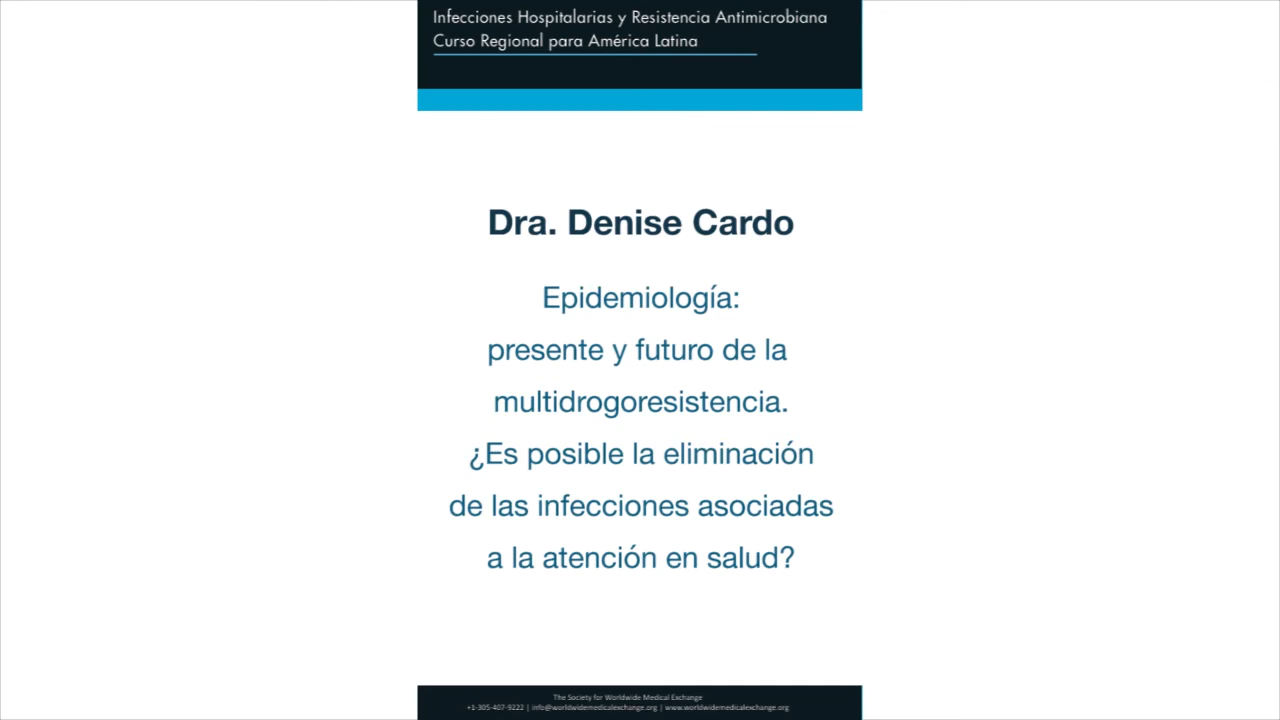 Infecciones Hospitalarias y Resistencia Antimicrobiana
Curso Regional para América Latina
Dra. Denise Cardo
Epidemiología:
presente y futuro de la
multidrogoresistencia.
¿Es posible la eliminación
de las infecciones asociadas
a la atención en salud?
The Society for Worldwide Medical Exchange
+1-305-407-9222 | info@worldwidemedicalexchange.org | www.worldwidemedicalexchange.org